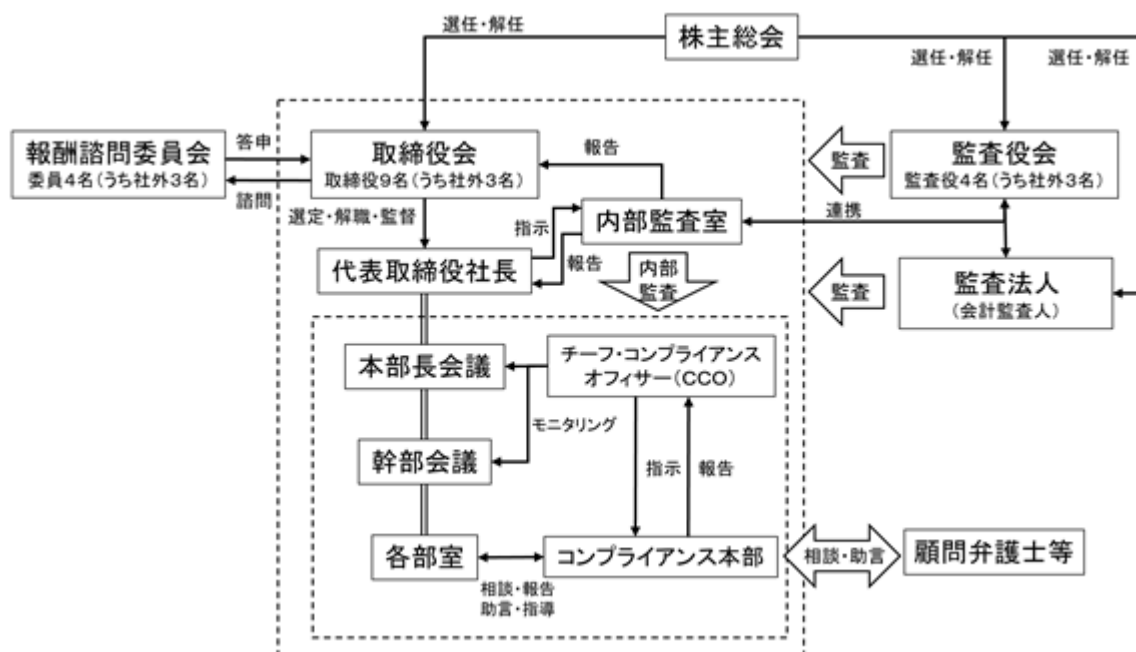 選任・解任
株主総会
選任・解任
選任・解任
報酬諮問委員会
委員4名(うち社外3名)
答申
諮問
取締役会
取締役9名(うち社外3名)
報告
監査
監査役会
監査役4名(うち社外3名)
選定・解職・監督
指示
内部監査室
連携
代表取締役社長
報告
内部
監査
監査
監査法人
(会計監査人)
本部長会議
チーフ・コンプライアンス
オフィサー(CCO)
モニタリング
幹部会議
指示
報告
各部室
コンプライアンス本部
相談・助言
顧問弁護士等
相談・報告
助言・指導